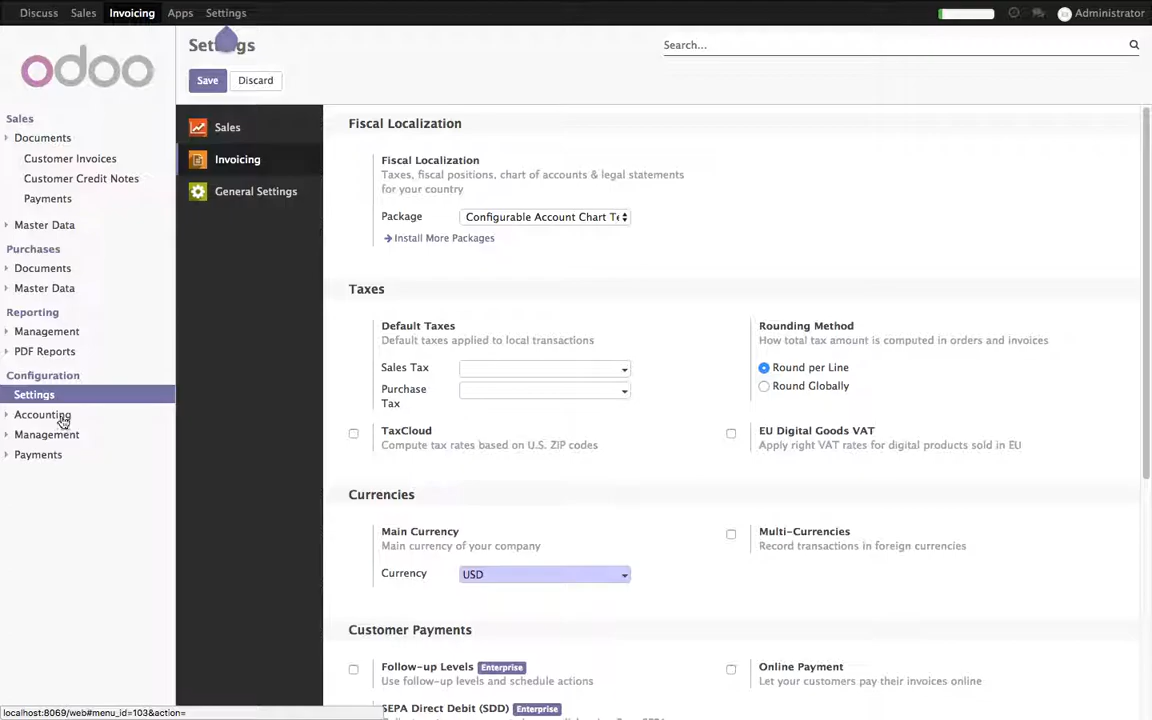 Discuss Sales Invoicing Apps Settings Administrator
Settings
Search...
Save Discard
odoo
Sales
Documents
Customer Invoices
Customer Credit Notes
Payments
Master Data
Purchases
Documents
Master Data
Reporting
Management
PDF Reports
Configuration
Settings
Accounting
Management
Payments
Sales
Invoicing
General Settings
Fiscal Localization
Fiscal Localization
Taxes, fiscal positions, chart of accounts & legal statements
for your country
Package Configurable Account Chart Te
Install More Packages
Taxes
Default Taxes
Default taxes applied to local transactions
Sales Tax
Purchase
Tax
Rounding Method
How total tax amount is computed in orders and invoices
Round per Line
Round Globally
TaxCloud
Compute tax rates based on U.S. ZIP codes
EU Digital Goods VAT
Apply right VAT rates for digital products sold in EU
Currencies
Main Currency
Main currency of your company
Currency USD
Multi-Currencies
Record transactions in foreign currencies
Customer Payments
Follow-up Levels Enterprise
Use follow-up levels and schedule actions
Online Payment
Let your customers pay their invoices online
SEPA Direct Debit (SDD) Enterprise
localhost:8069/web#menu_id=103&action=